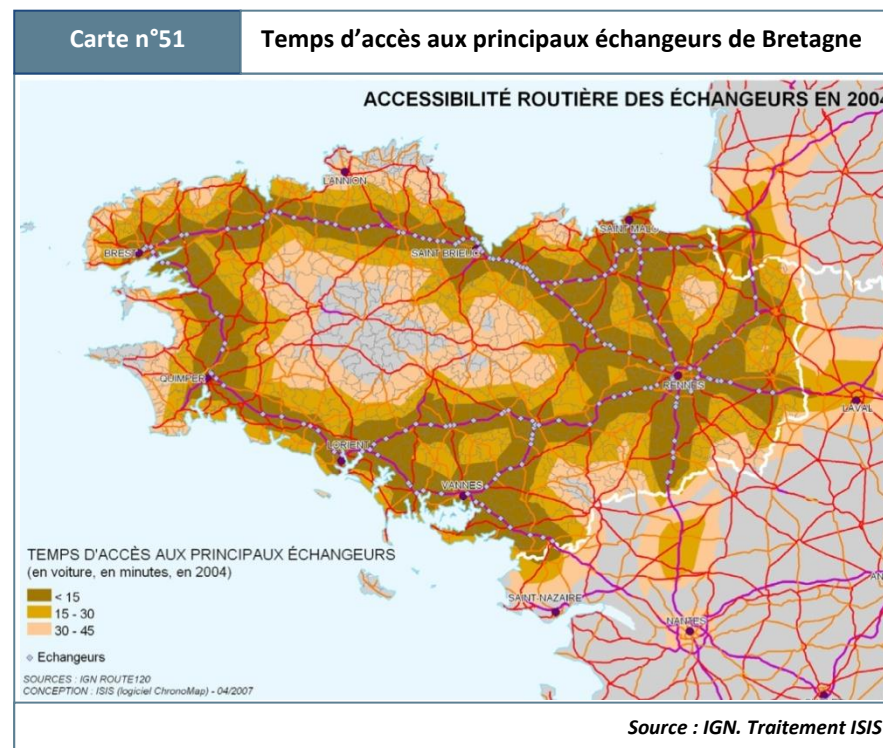 Carte n°51
Temps d’accès aux principaux échangeurs de Bretagne
ACCESSIBILITÉ ROUTIÈRE DES ÉCHANGEURS EN 2004
LANNION
SAINT MALO
BREST
SAINT BRIEUC
QUIMPER
RENNES
LAVAL
LORIENT
VANNES
TEMPS D'ACCÈS AUX PRINCIPAUX ÉCHANGEURS
(en voiture, en minutes, en 2004)
< 15
15 - 30
30 - 45
Echangeurs
SAINT NAZAIRE
NANTES
AN
SOURCES : IGN ROUTE120
CONCEPTION : ISIS (logiciel ChronoMap) - 04/2007
Source : IGN. Traitement ISIS